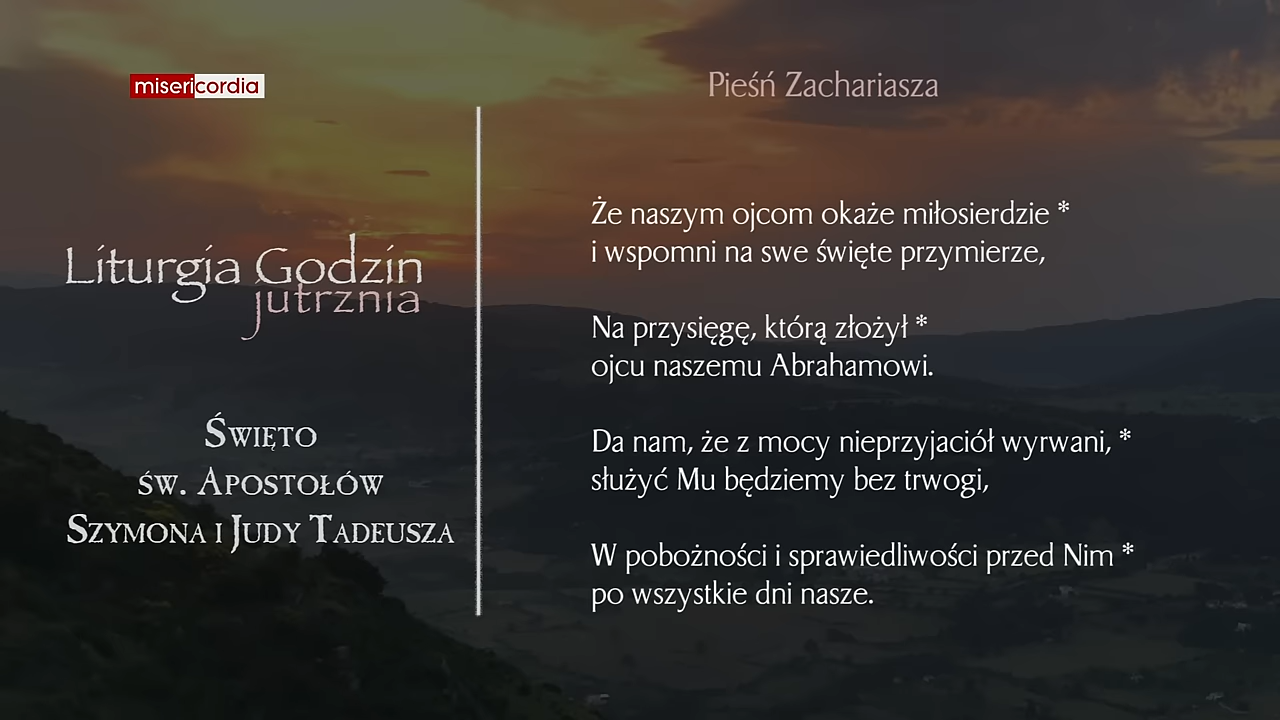 misericordia
Liturgia Godzin
jutrznia
Święto
św. Apostołów
Szymona i Judy Tadeusza
Pieśń Zachariasza
Że naszym ojcom okaże miłosierdzie *
i wspomni na swe święte przymierze,
Na przysięgę, którą złożył *
ojcu naszemu Abrahamowi.
Da nam, że z mocy nieprzyjaciół wyrwani, *
służyć Mu będziemy bez trwogi,
W pobożności i sprawiedliwości przed Nim *
po wszystkie dni nasze.